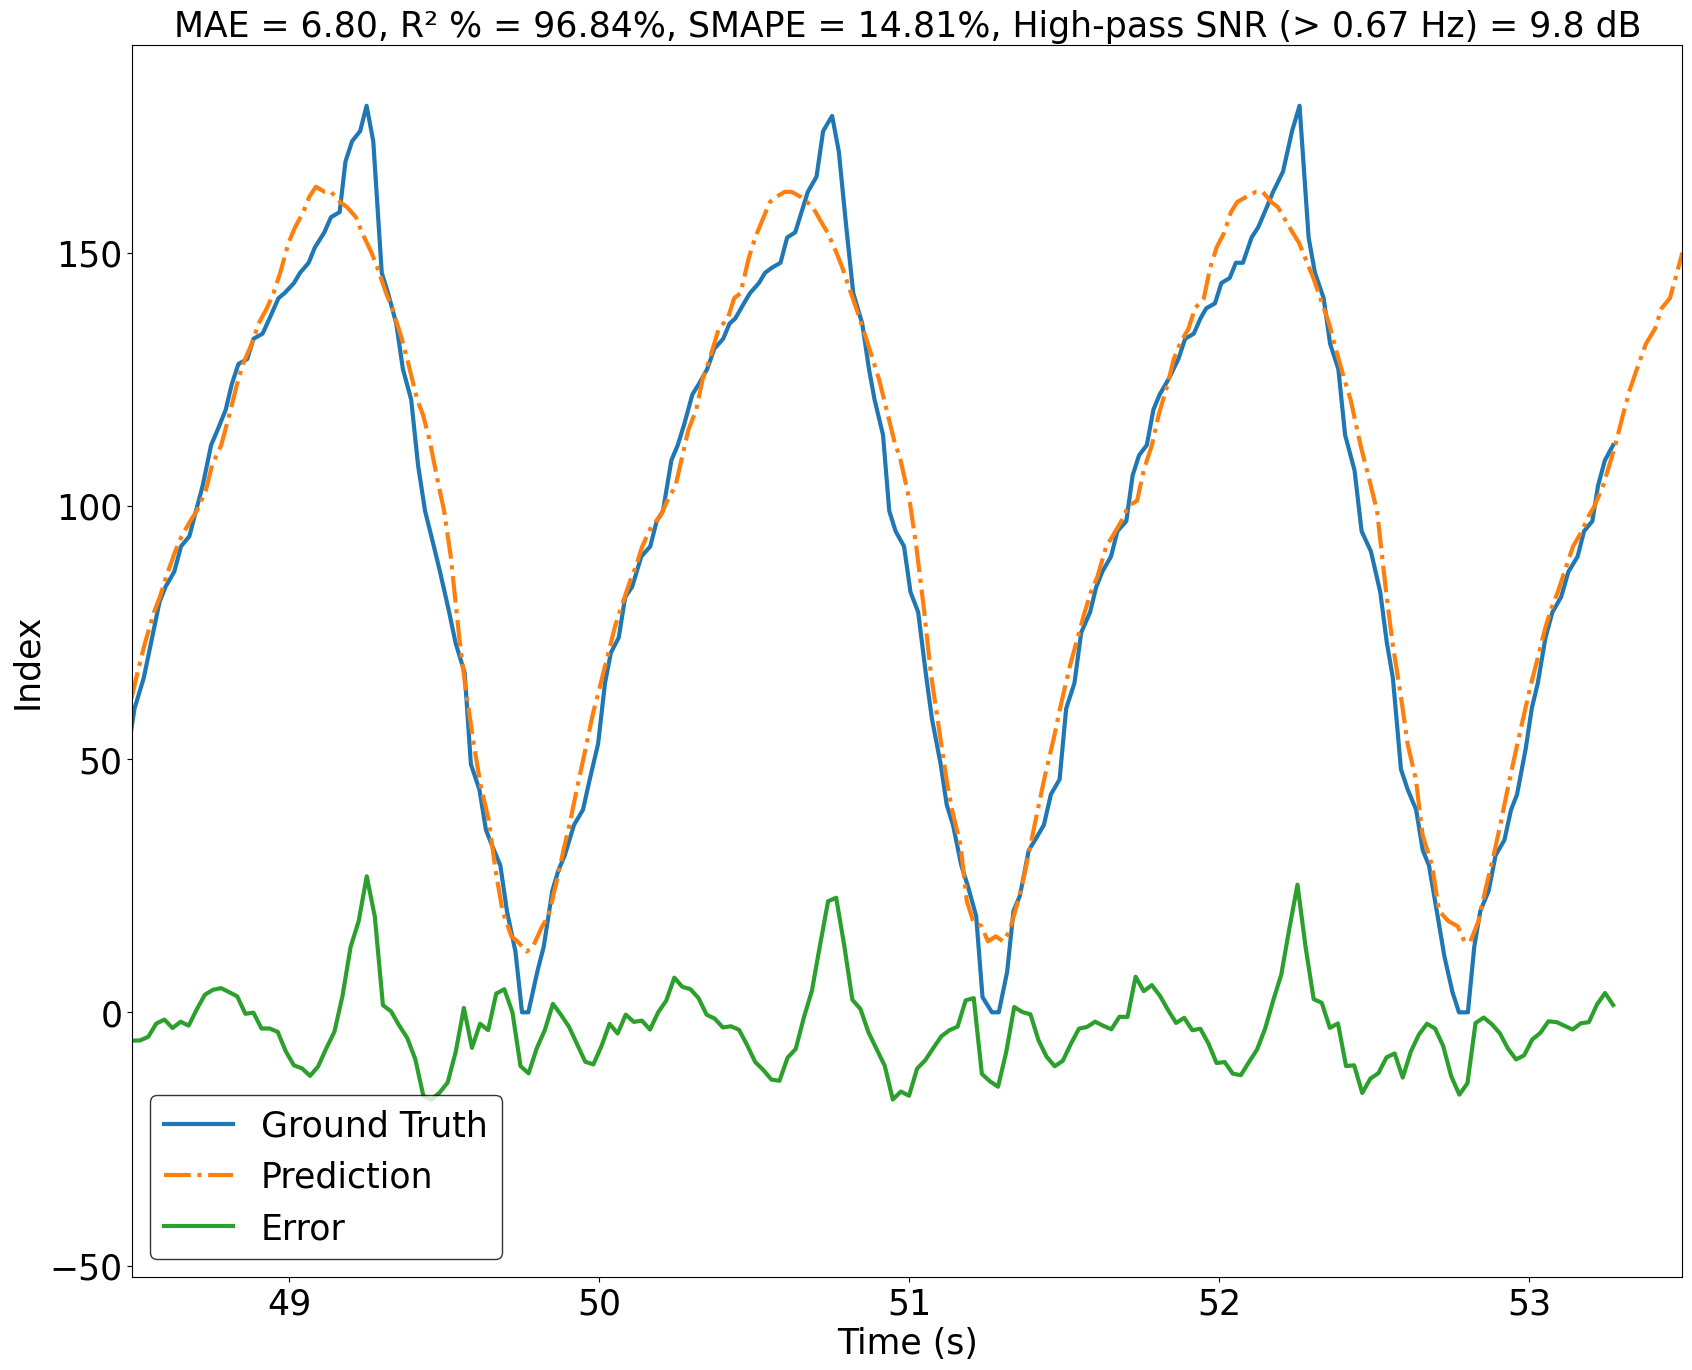 MAE = 6.80, R² % = 96.84%, SMAPE = 14.81%, High-pass SNR (> 0.67 Hz) = 9.8 dB
Index
150
100
50
0
−50
Ground Truth
Prediction
Error
49 50 51 52 53
Time (s)